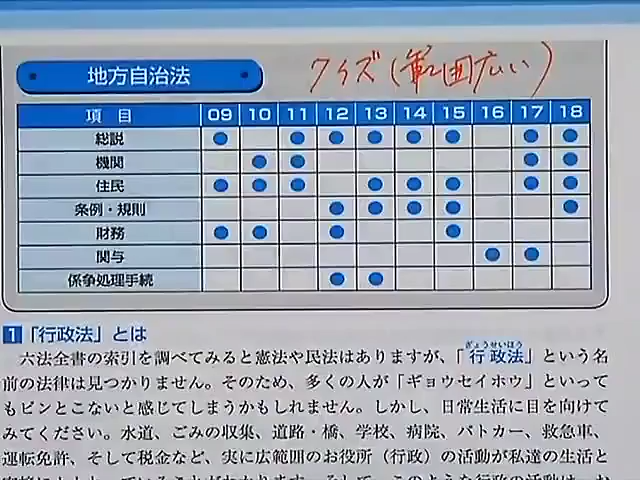 地方自治法
クイズ(範囲広い)
項 目 09 10 11 12 13 14 15 16 17 18
総説 ● ● ● ● ● ● ● ●
機関 ● ● ● ●
住民 ● ● ● ● ● ● ● ●
条例・規則 ● ● ● ● ●
財務 ● ● ● ●
関与 ● ●
係争処理手続 ● ●
1「行政法」とは
ぎょうせいほう
六法全書の索引を調べてみると憲法や民法はありますが、「行政法」という名
前の法律は見つかりません。そのため、多くの人が「ギョウセイホウ」といって
もピンとこないと感じてしまうかもしれません。しかし、日常生活に目を向けて
みてください。水道、ごみの収集、道路・橋、学校、病院、パトカー、救急車、
運転免許、そして税金など、実に広範囲のお役所（行政）の活動が私達の生活と